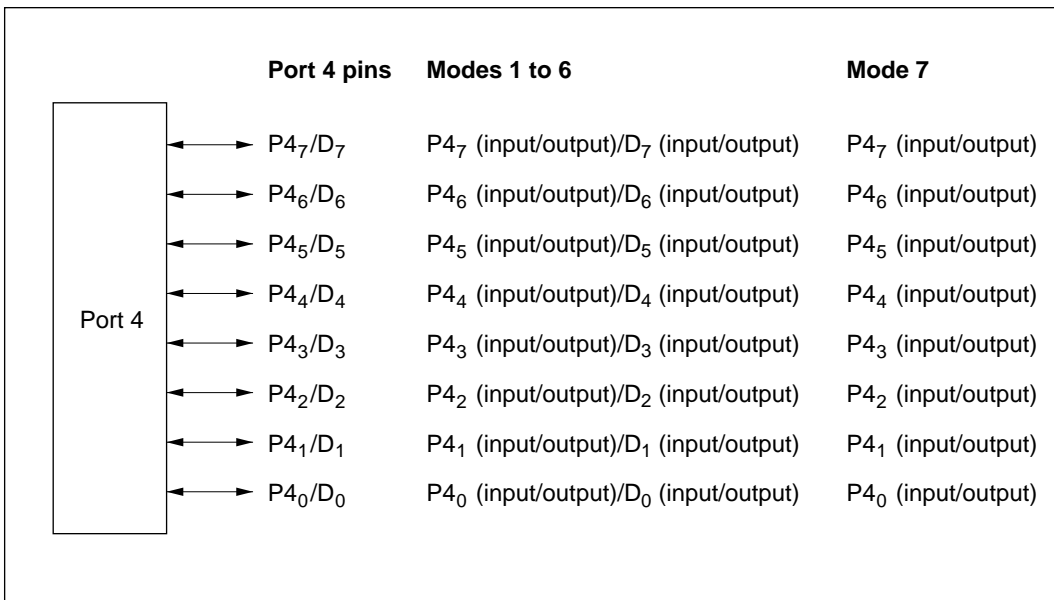 Port 4 pins Modes 1 to 6 Mode 7
P4₇/D₇ P4₇ (input/output)/D₇ (input/output) P4₇ (input/output)
P4₆/D₆ P4₆ (input/output)/D₆ (input/output) P4₆ (input/output)
P4₅/D₅ P4₅ (input/output)/D₅ (input/output) P4₅ (input/output)
P4₄/D₄ P4₄ (input/output)/D₄ (input/output) P4₄ (input/output)
Port 4
P4₃/D₃ P4₃ (input/output)/D₃ (input/output) P4₃ (input/output)
P4₂/D₂ P4₂ (input/output)/D₂ (input/output) P4₂ (input/output)
P4₁/D₁ P4₁ (input/output)/D₁ (input/output) P4₁ (input/output)
P4₀/D₀ P4₀ (input/output)/D₀ (input/output) P4₀ (input/output)